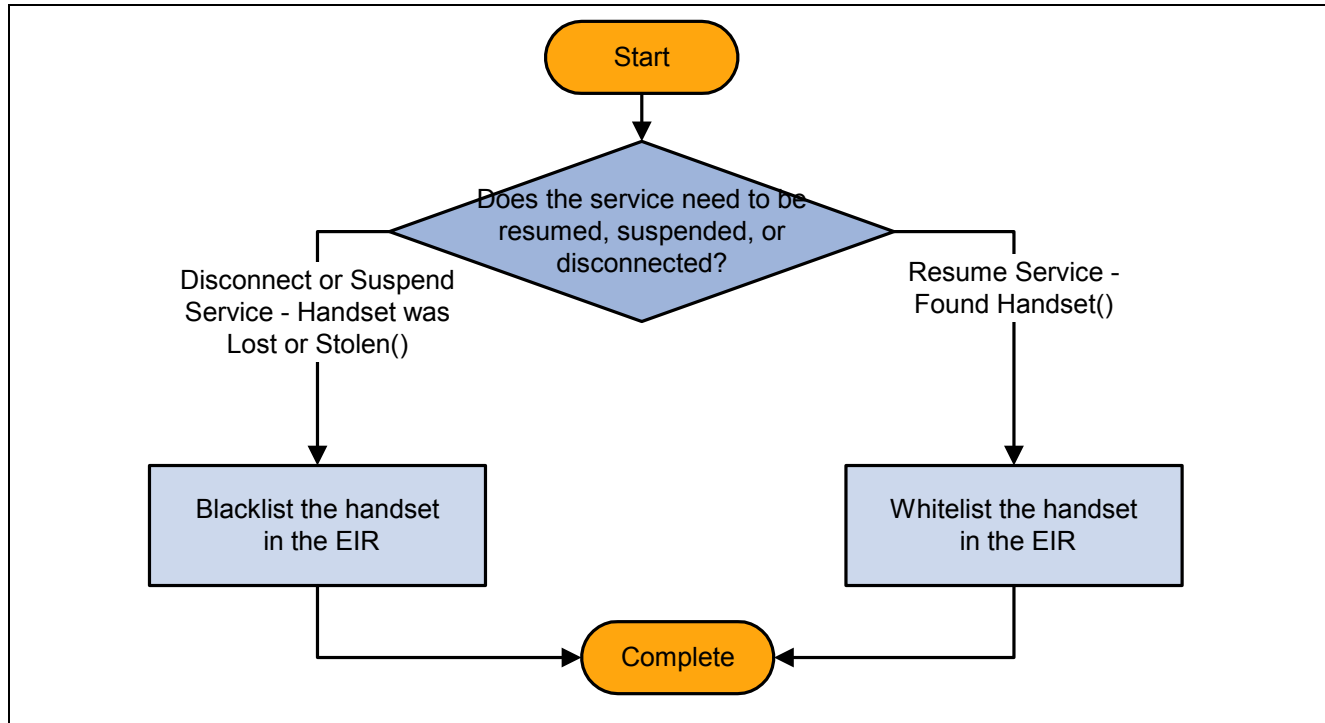 Start
Does the service need to be
resumed, suspended, or
disconnected?
Disconnect or Suspend
Service - Handset was
Lost or Stolen()
Resume Service -
Found Handset()
Blacklist the handset
in the EIR
Whitelist the handset
in the EIR
Complete